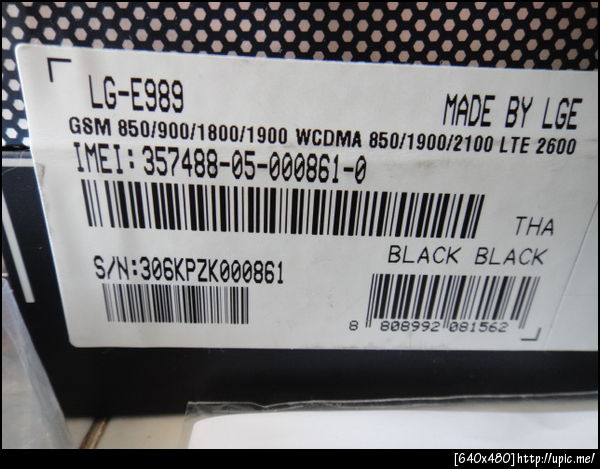 LG-E989
MADE BY LGE
GSM 850/900/1800/1900 WCDMA 850/1900/2100 LTE 2600
IMEI: 357488-05-000861-0
THA
BLACK BLACK
S/N:306KPZK000861
8 808992 081562
[640x480]http://upic.me/